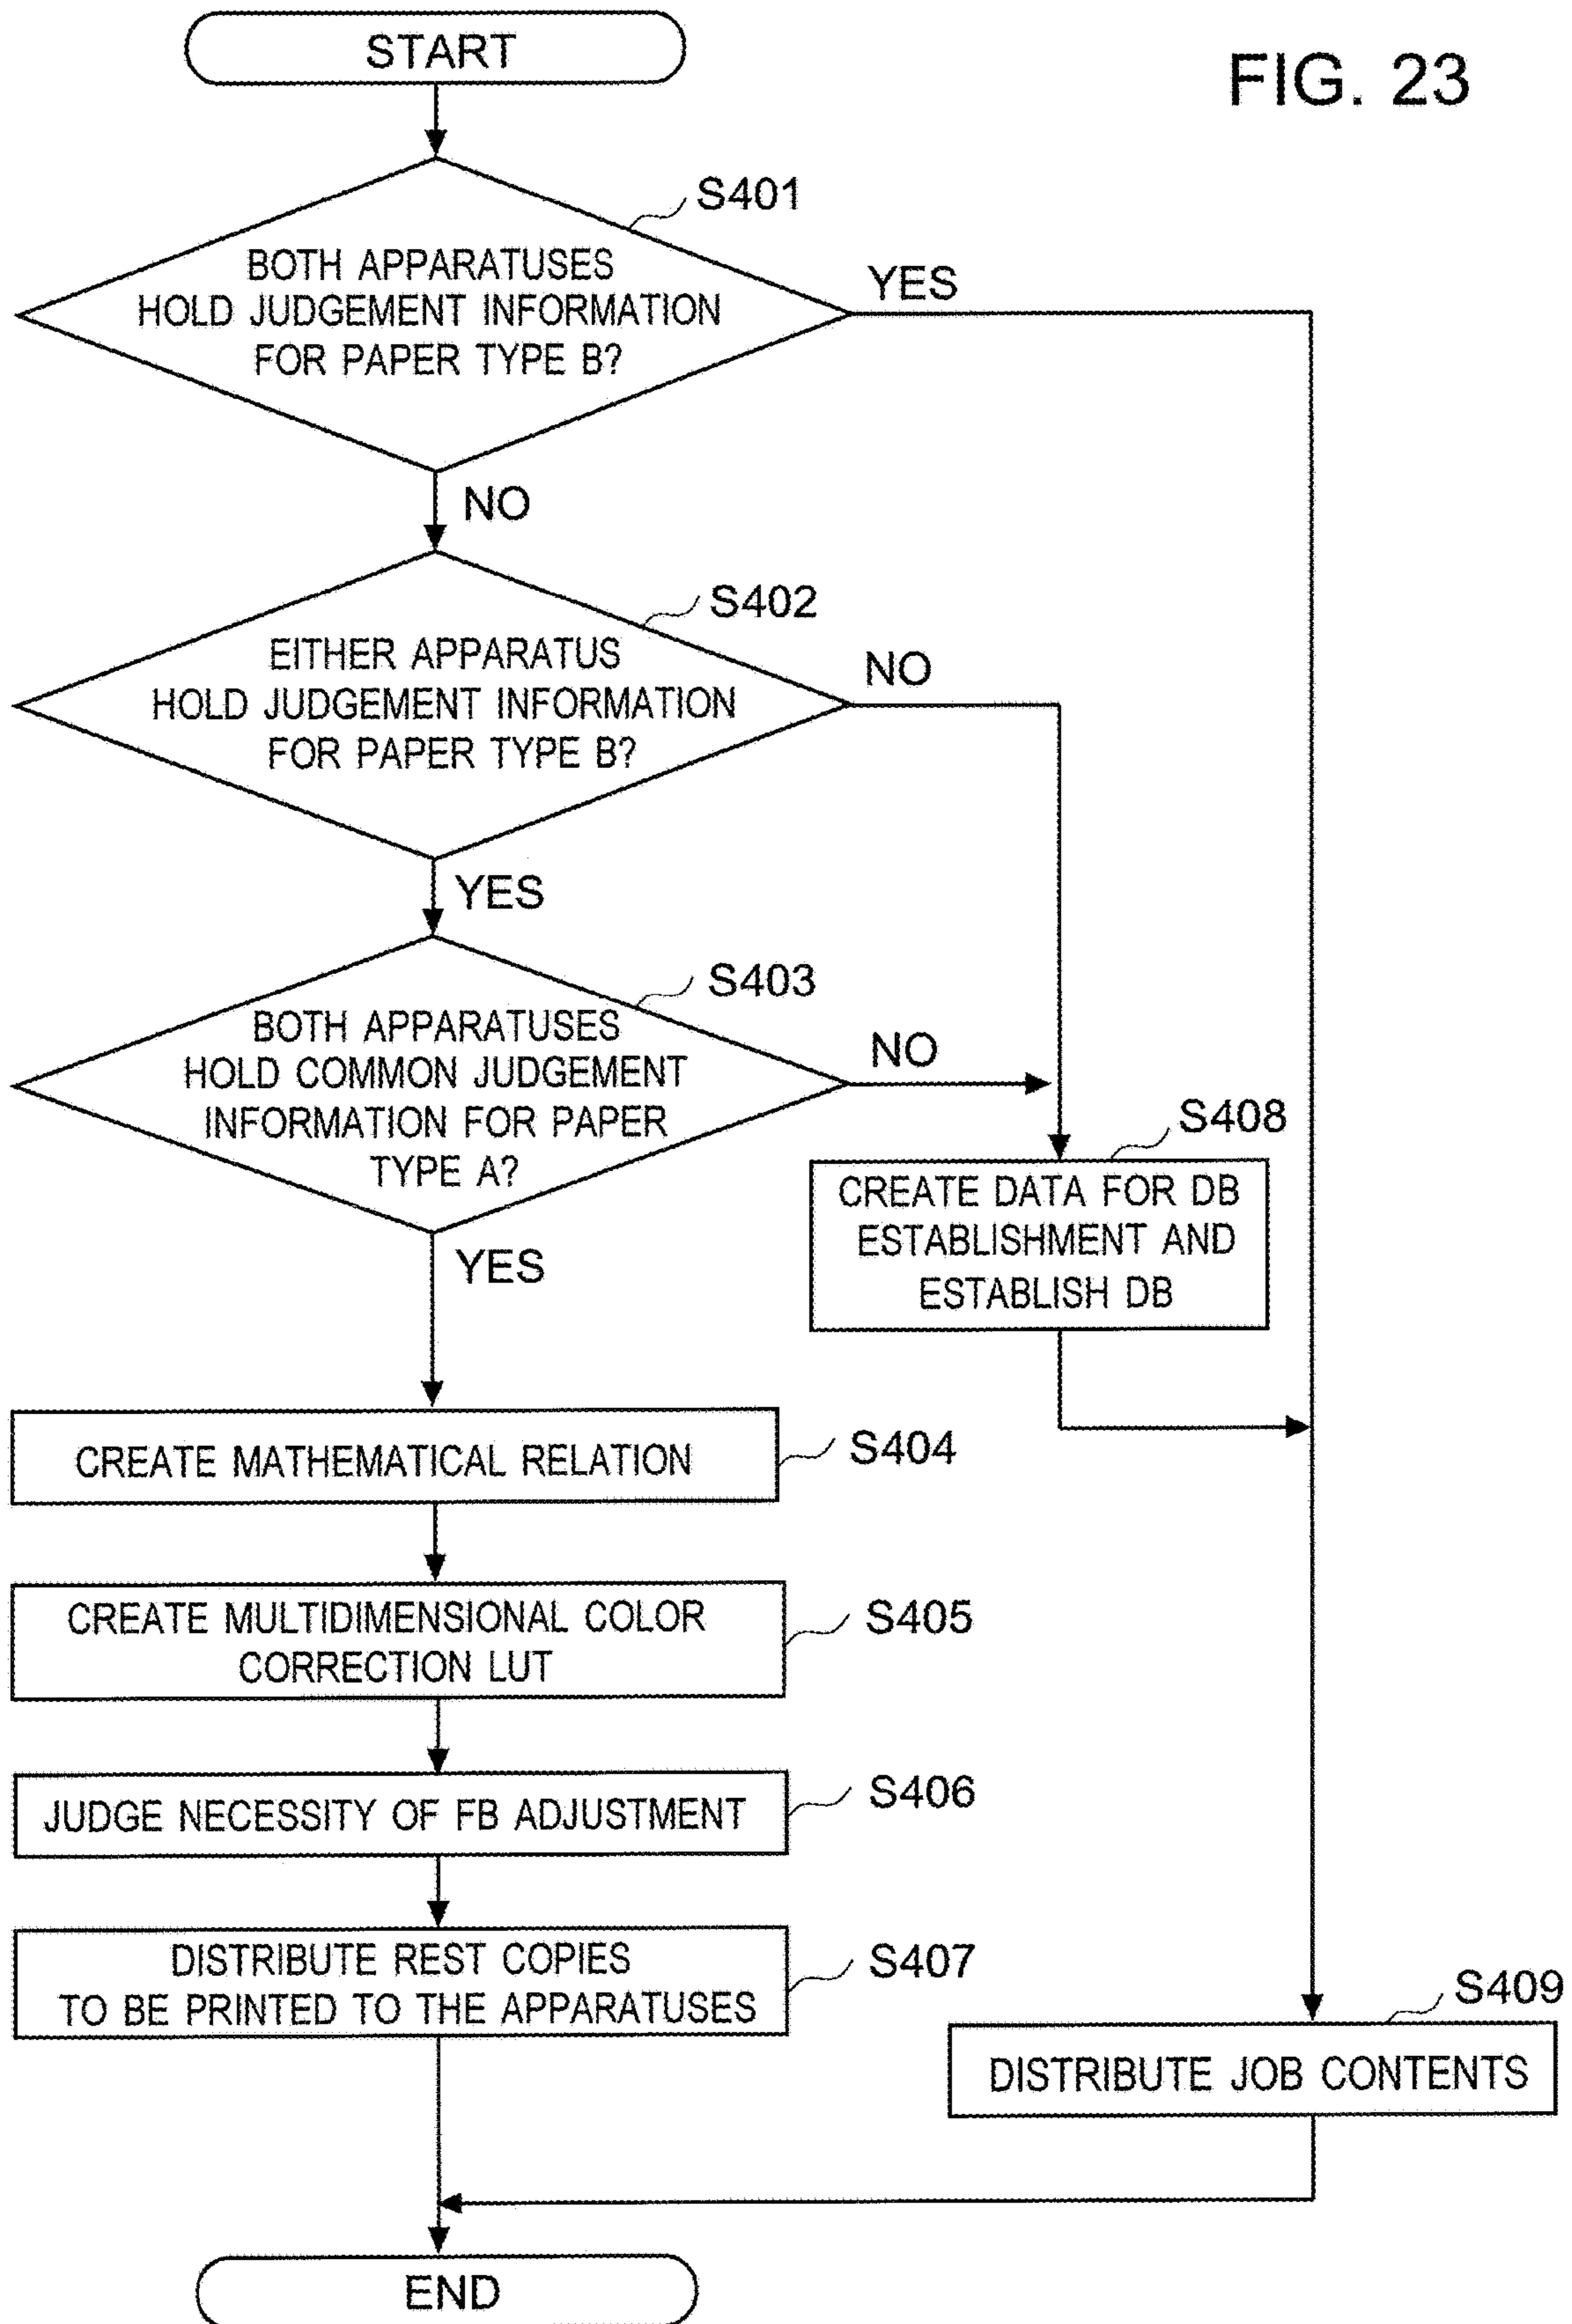 START
FIG. 23
S401
BOTH APPARATUSES
HOLD JUDGEMENT INFORMATION
FOR PAPER TYPE B?
YES
NO
S402
EITHER APPARATUS
HOLD JUDGEMENT INFORMATION
FOR PAPER TYPE B?
NO
YES
S403
BOTH APPARATUSES
HOLD COMMON JUDGEMENT
INFORMATION FOR PAPER
TYPE A?
NO
YES
S408
CREATE DATA FOR DB
ESTABLISHMENT AND
ESTABLISH DB
CREATE MATHEMATICAL RELATION
S404
CREATE MULTIDIMENSIONAL COLOR
CORRECTION LUT
S405
JUDGE NECESSITY OF FB ADJUSTMENT
S406
DISTRIBUTE REST COPIES
TO BE PRINTED TO THE APPARATUSES
S407
S409
DISTRIBUTE JOB CONTENTS
END